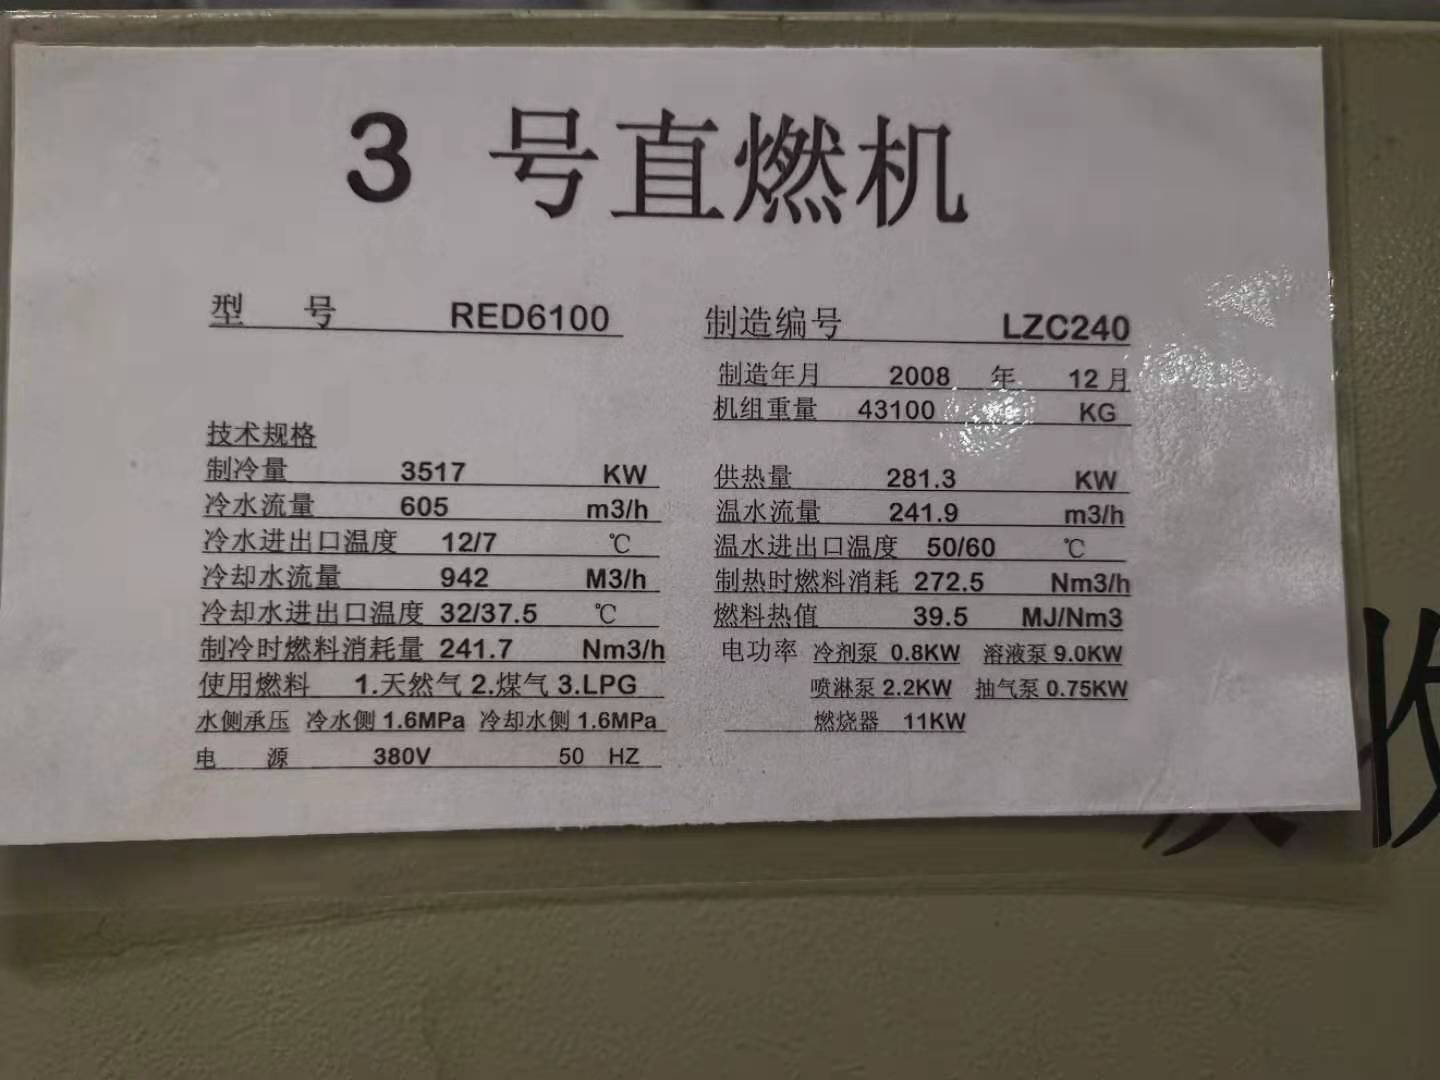 3 号直燃机
型 号 RED6100 制造编号 LZC240
制造年月 2008 年 12 月
机组重量 43100 KG
技术规格
制冷量 3517 KW 供热量 281.3 KW
冷水流量 605 m3/h 温水流量 241.9 m3/h
冷水进出口温度 12/7 ℃ 温水进出口温度 50/60 ℃
冷却水流量 942 M3/h 制热时燃料消耗 272.5 Nm3/h
冷却水进出口温度 32/37.5 ℃ 燃料热值 39.5 MJ/Nm3
制冷时燃料消耗量 241.7 Nm3/h 电功率 冷剂泵 0.8KW 溶液泵 9.0KW
使用燃料 1.天然气 2.煤气 3.LPG 喷淋泵 2.2KW 抽气泵 0.75KW
水侧承压 冷水侧 1.6MPa 冷却水侧 1.6MPa 燃烧器 11KW
电 源 380V 50 HZ